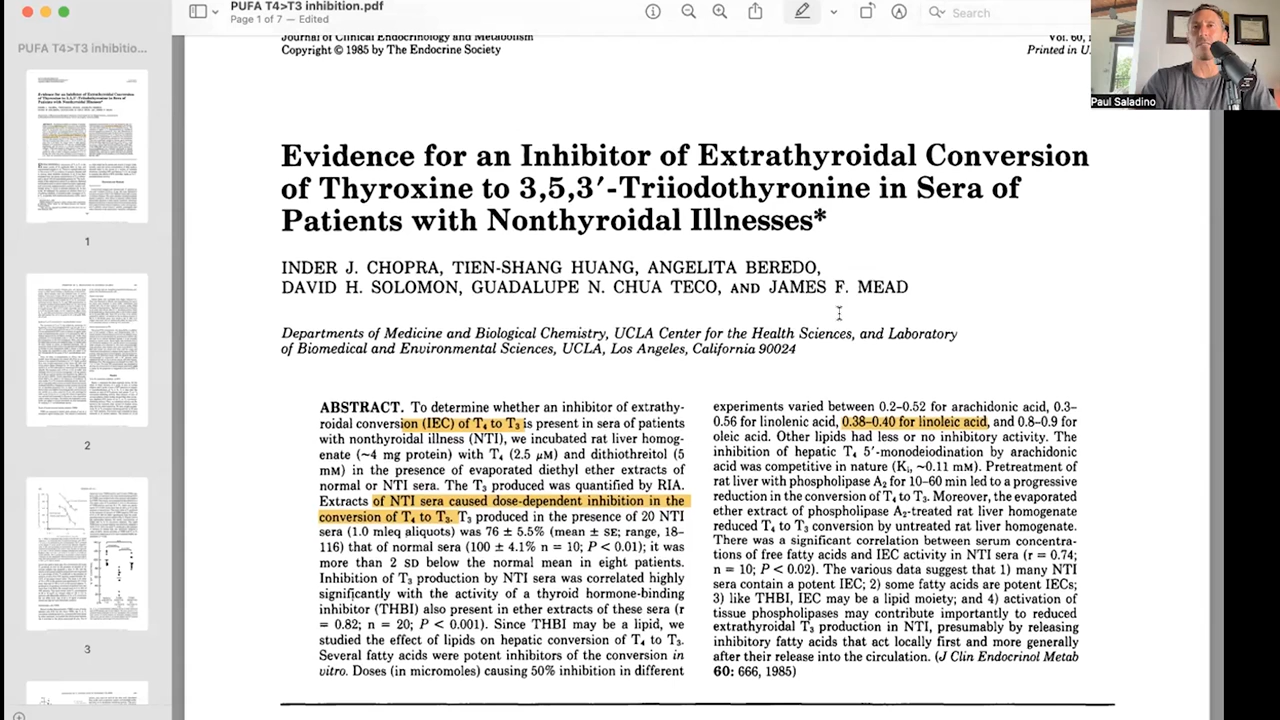 PUFA T4>T3 inhibition.pdf
Page 1 of 7 – Edited
Search
PUFA T4>T3 inhibitio...
1
2
3
Paul Saladino
Journal of Clinical Endocrinology and Metabolism
Copyright © 1985 by The Endocrine Society
Vol. 60,
Printed in U.
Evidence for an Inhibitor of Extrathyroidal Conversion
of Thyroxine to 3,5,3′-Triiodothyronine in Sera of
Patients with Nonthyroidal Illnesses*
INDER J. CHOPRA, TIEN-SHANG HUANG, ANGELITA BEREDO,
DAVID H. SOLOMON, GUADALUPE N. CHUA TECO, AND JAMES F. MEAD
Departments of Medicine and Biological Chemistry, UCLA Center for the Health Sciences, and Laboratory
of Biomedical and Environmental Sciences, UCLA, Los Angeles, California 90024
ABSTRACT. To determine whether an inhibitor of extrathy-
roidal conversion (IEC) of T₄ to T₃ is present in sera of patients
with nonthyroidal illness (NTI), we incubated rat liver homog-
enate (~4 mg protein) with T₄ (2.5 μM) and dithiothreitol (5
mM) in the presence of evaporated diethyl ether extracts of
normal or NTI sera. The T₃ produced was quantified by RIA.
Extracts of NTI sera caused dose-dependent inhibition in the
conversion of T₄ to T₃. T₃ produced in the presence of 20 NTI
sera (1.0 mleq aliquots) was 76 ± 5.5% (mean ± SE; range, 18–
116) that of normal sera (100 ± 4.1% n = 10; P < 0.01); it was
more than 2 SD below the normal mean in eight patients.
Inhibition of T₃ production by NTI sera was correlated highly
significantly with the activity of a thyroid hormone-binding
inhibitor (THBI) also present in ether extracts of these sera (r
= 0.82; n = 20; P < 0.001). Since THBI may be a lipid, we
studied the effect of lipids on hepatic conversion of T₄ to T₃.
Several fatty acids were potent inhibitors of the conversion in
vitro. Doses (in micromoles) causing 50% inhibition in different
experiments varied between 0.2–0.52 for arachidonic acid, 0.3–
0.56 for linolenic acid, 0.38–0.40 for linoleic acid, and 0.8–0.9 for
oleic acid. Other lipids had less or no inhibitory activity. The
inhibition of hepatic T₄ 5′-monodeiodination by arachidonic
acid was competitive in nature (Kᵢ, ~0.11 mM). Pretreatment of
rat liver with phospholipase A₂ for 10–60 min led to a progressive
reduction in the conversion of T₄ to T₃. Moreover, the evaporated
ether extract of phospholipase A₂-treated rat liver homogenate
reduced T₄ to T₃ conversion by untreated rat liver homogenate.
There was a significant correlation between serum concentra-
tions of free fatty acids and IEC activity in NTI sera (r = 0.74;
n = 10; P < 0.02). The various data suggest that 1) many NTI
sera contain a potent IEC; 2) some fatty acids are potent IECs;
3) like THBI, IEC may be a lipid moiety; and 4) activation of
tissue phospholipases may contribute importantly to reduced
extrathyroidal T₃ production in NTI, presumably by releasing
inhibitory fatty acids that act locally first and more generally
after their release into the circulation. (J Clin Endocrinol Metab
60: 666, 1985)